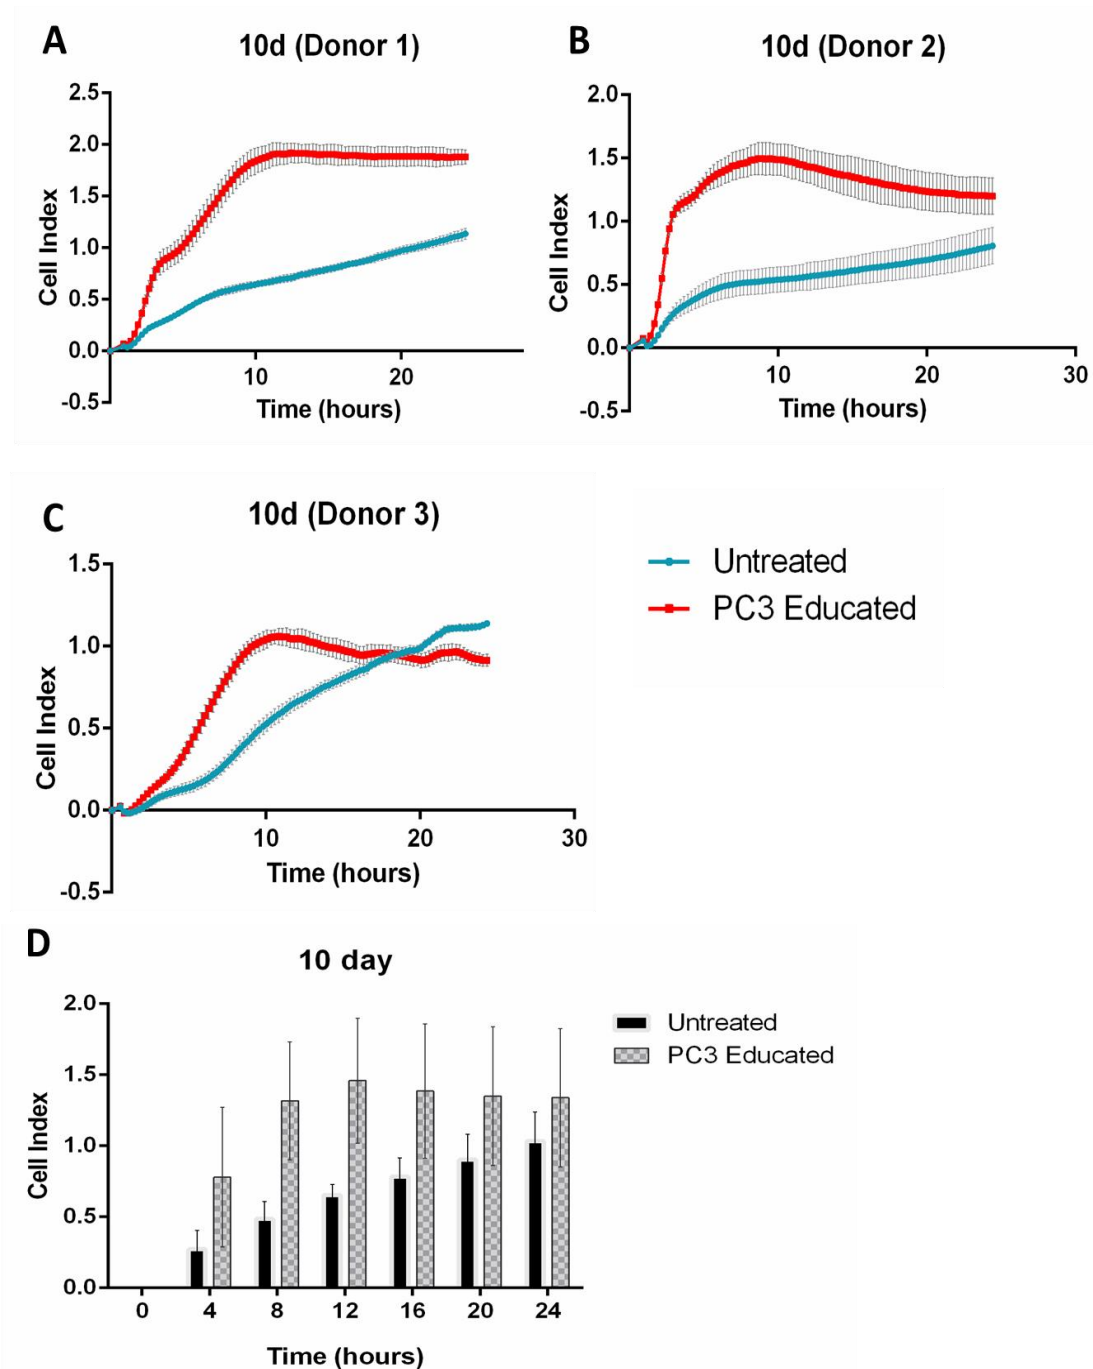 A
10d (Donor 1)
2.5
2.0
1.5
1.0
0.5
0.0
-0.5
Cell Index
10
20
Time (hours)
B
10d (Donor 2)
2.0
1.5
1.0
0.5
0.0
-0.5
Cell Index
10
20
30
Time (hours)
C
10d (Donor 3)
1.5
1.0
0.5
0.0
-0.5
Cell Index
10
20
30
Time (hours)
Untreated
PC3 Educated
D
10 day
2.0
1.5
1.0
0.5
0.0
Cell Index
0 4 8 12 16 20 24
Time (hours)
Untreated
PC3 Educated